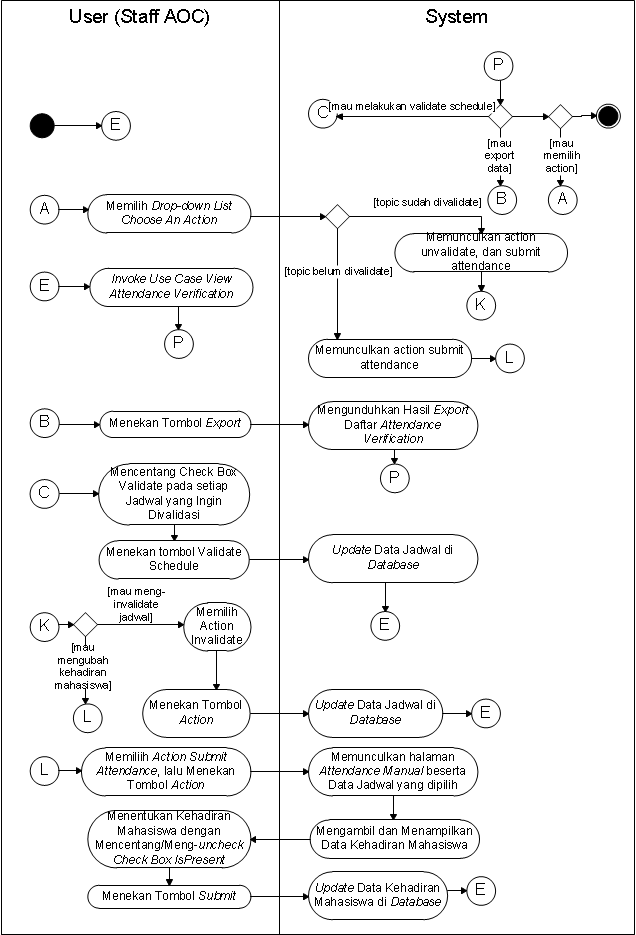 User (Staff AOC)
System
P
C
[mau melakukan validate schedule]
E
[mau
export
data]
[mau
memilih
action]
B
A
A
Memilih Drop-down List
Choose An Action
[topic sudah divalidate]
Memunculkan action
unvalidate, dan submit
attendance
[topic belum divalidate]
E
Invoke Use Case View
Attendance Verification
K
P
Memunculkan action submit
attendance
L
B
Menekan Tombol Export
Mengunduhkan Hasil Export
Daftar Attendance
Verification
P
C
Mencentang Check Box
Validate pada setiap
Jadwal yang Ingin
Divalidasi
Menekan tombol Validate
Schedule
Update Data Jadwal di
Database
E
K
[mau meng-
invalidate
jadwal]
Memilih
Action
Invalidate
[mau
mengubah
kehadiran
mahasiswa]
L
Menekan Tombol
Action
Update Data Jadwal di
Database
E
L
Memiliih Action Submit
Attendance, lalu Menekan
Tombol Action
Memunculkan halaman
Attendance Manual beserta
Data Jadwal yang dipilih
Menentukan Kehadiran
Mahasiswa dengan
Mencentang/Meng-uncheck
Check Box IsPresent
Mengambil dan Menampilkan
Data Kehadiran Mahasiswa
Menekan Tombol Submit
Update Data Kehadiran
Mahasiswa di Database
E